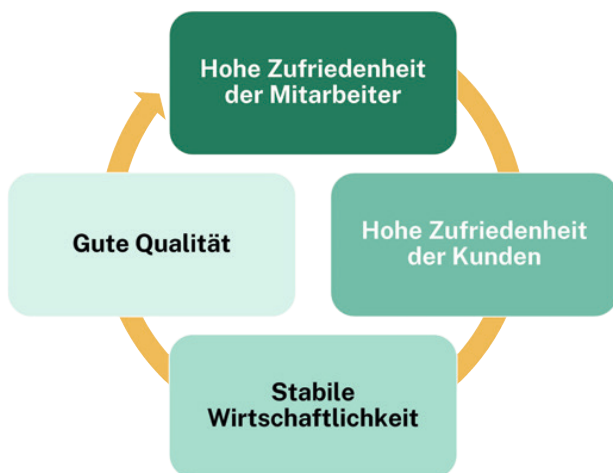 Hohe Zufriedenheit
der Mitarbeiter
Hohe Zufriedenheit
der Kunden
Stabile
Wirtschaftlichkeit
Gute Qualität